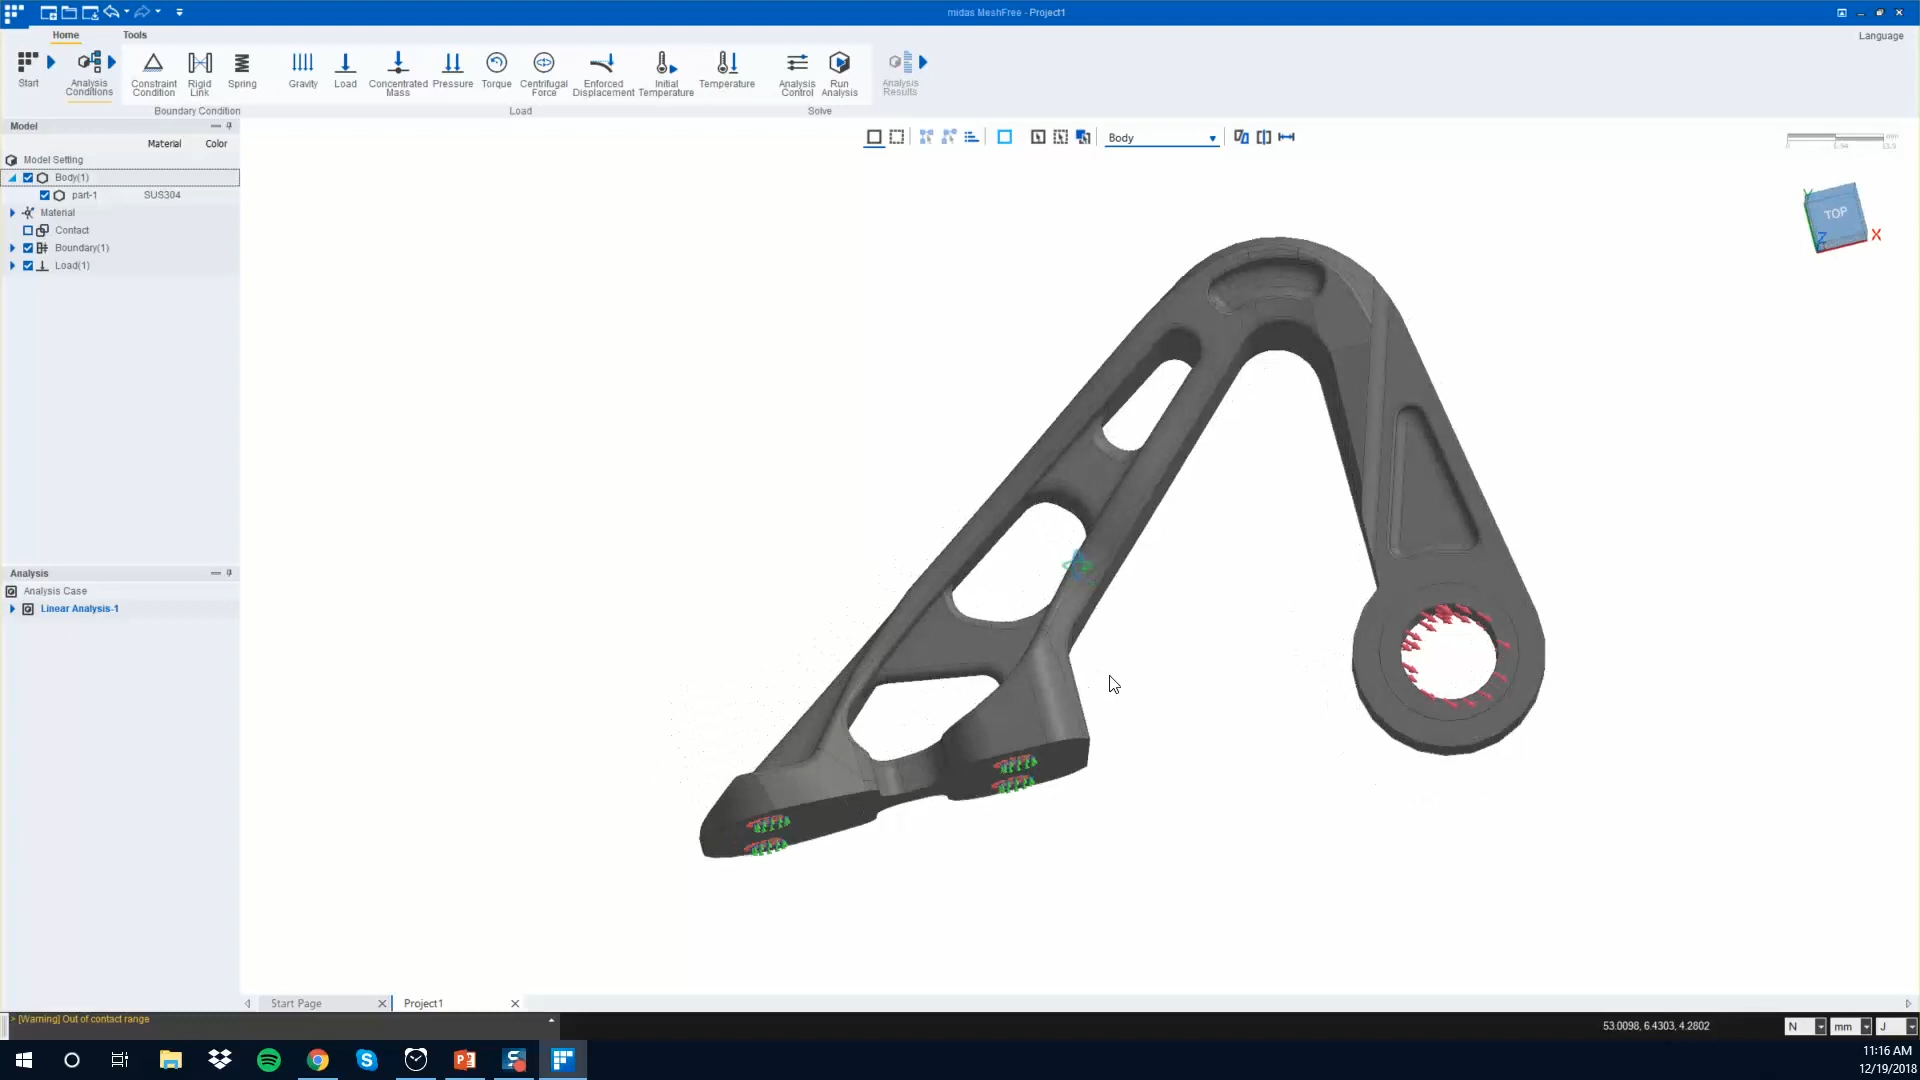 midas MeshFree - Project1
Home
Tools
Language
Start
Analysis Conditions
Constraint Condition
Rigid Link
Spring
Gravity
Load
Concentrated Mass
Pressure
Torque
Centrifugal Force
Enforced Displacement
Initial Temperature
Temperature
Analysis Control
Run Analysis
Analysis Results
Boundary Condition
Load
Solve
Model
Material
Color
Model Setting
Body(1)
part-1
SUS304
Material
Contact
Boundary(1)
Load(1)
Body
mm
TOP
Y
Z
X
Analysis
Analysis Case
Linear Analysis-1
Start Page
Project1
> [Warning] Out of contact range
53.0098, 6.4303, 4.2802
N
mm
J
11:16 AM
12/19/2018